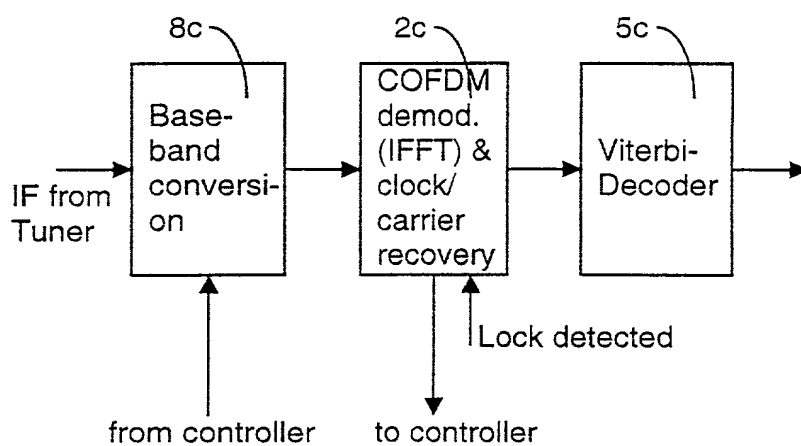 8c
2c
5c
Base-
band
conversi-
on
COFDM
demod.
(IFFT) &
clock/
carrier
recovery
Viterbi-
Decoder
IF from
Tuner
Lock detected
from controller
to controller